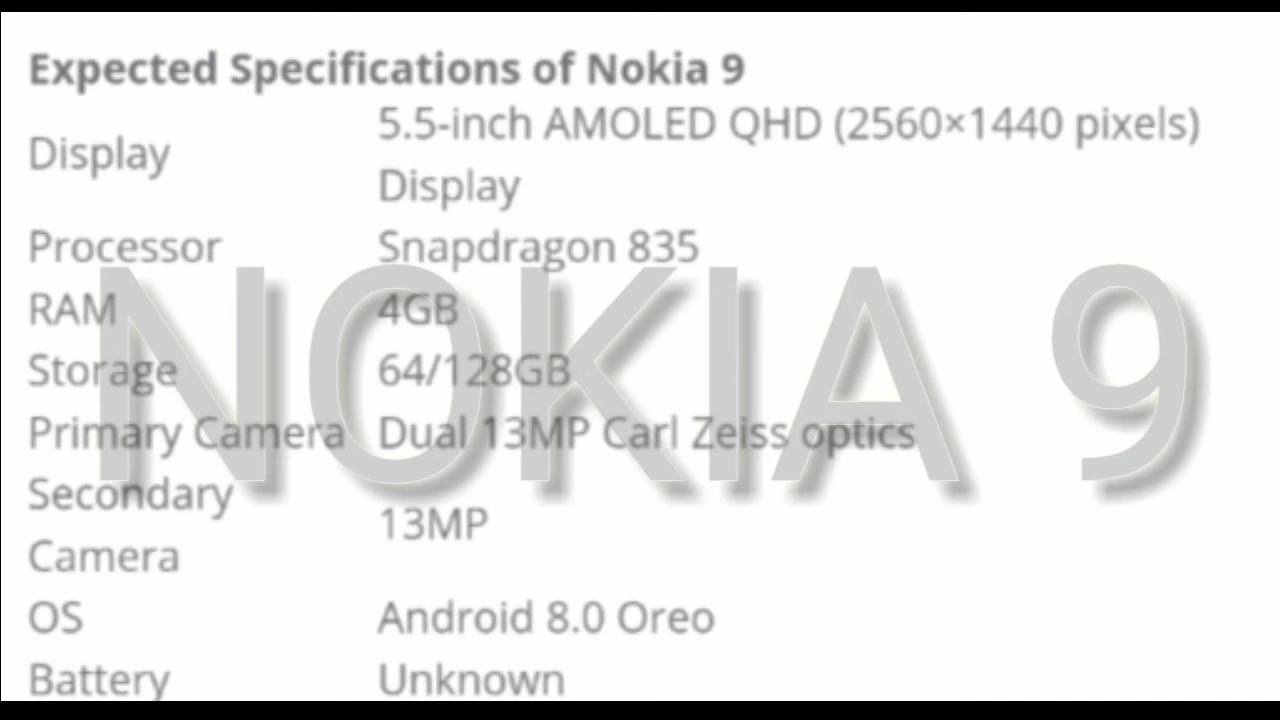 Expected Specifications of Nokia 9
Display 5.5-inch AMOLED QHD (2560×1440 pixels)
Display
Processor Snapdragon 835
RAM 4GB
Storage 64/128GB
Primary Camera Dual 13MP Carl Zeiss optics
Secondary
Camera 13MP
OS Android 8.0 Oreo
Battery Unknown
NOKIA 9